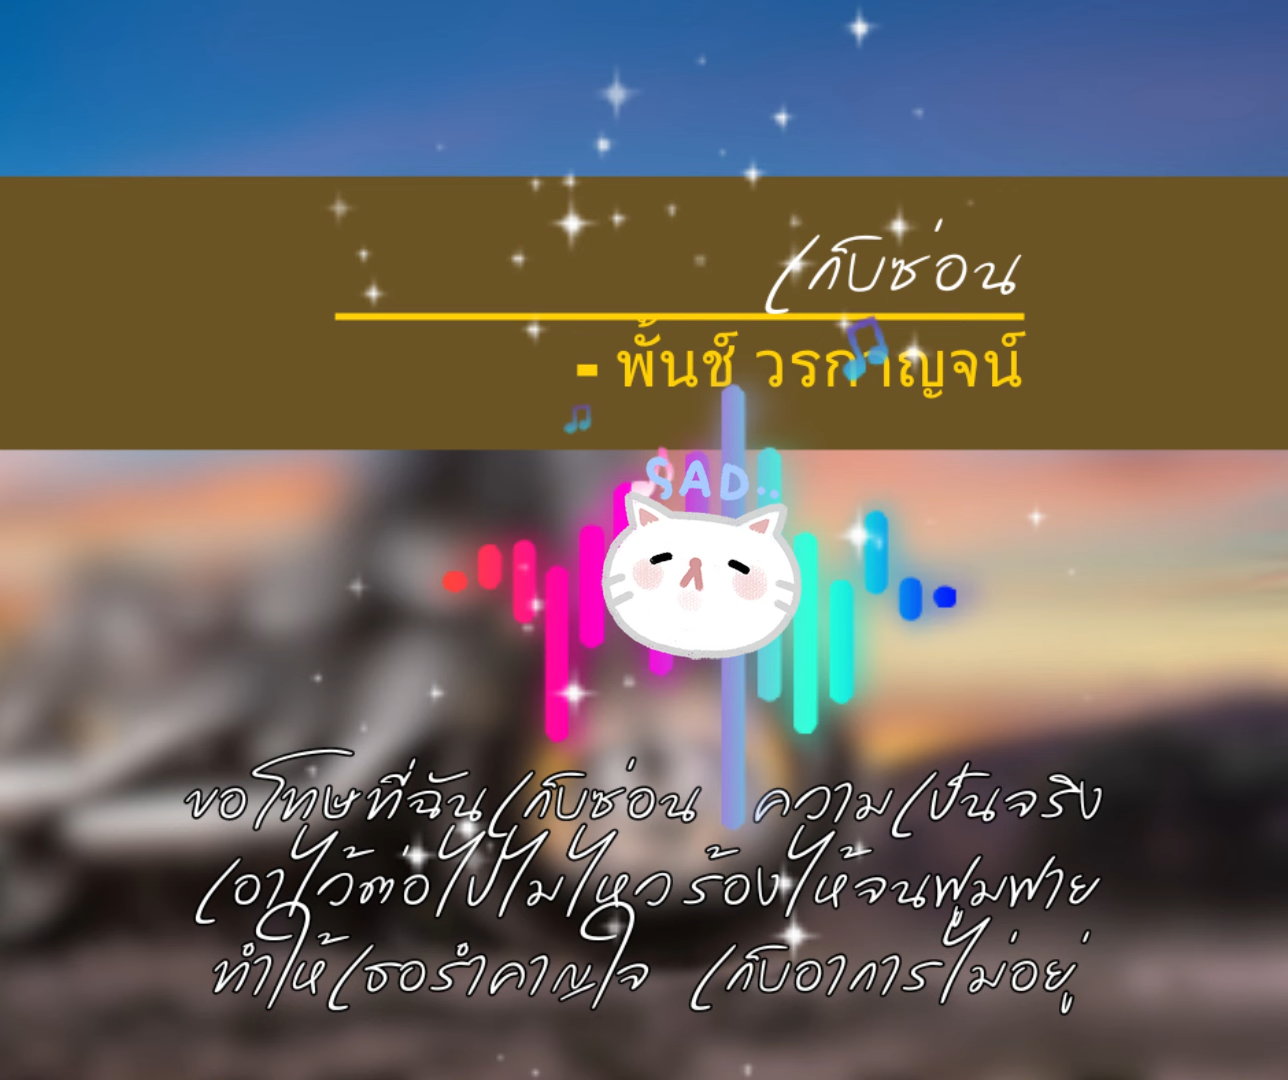 เก็บซ่อน
- พั้นช์ วรกาญจน์
SAD..
ขอโทษที่ฉันเก็บซ่อน ความเป็นจริง
เอาไว้ต่อไปไม่ไหว ร้องไห้จนฟูมฟาย
ทำให้เธอรำคาญใจ เก็บอาการไม่อยู่